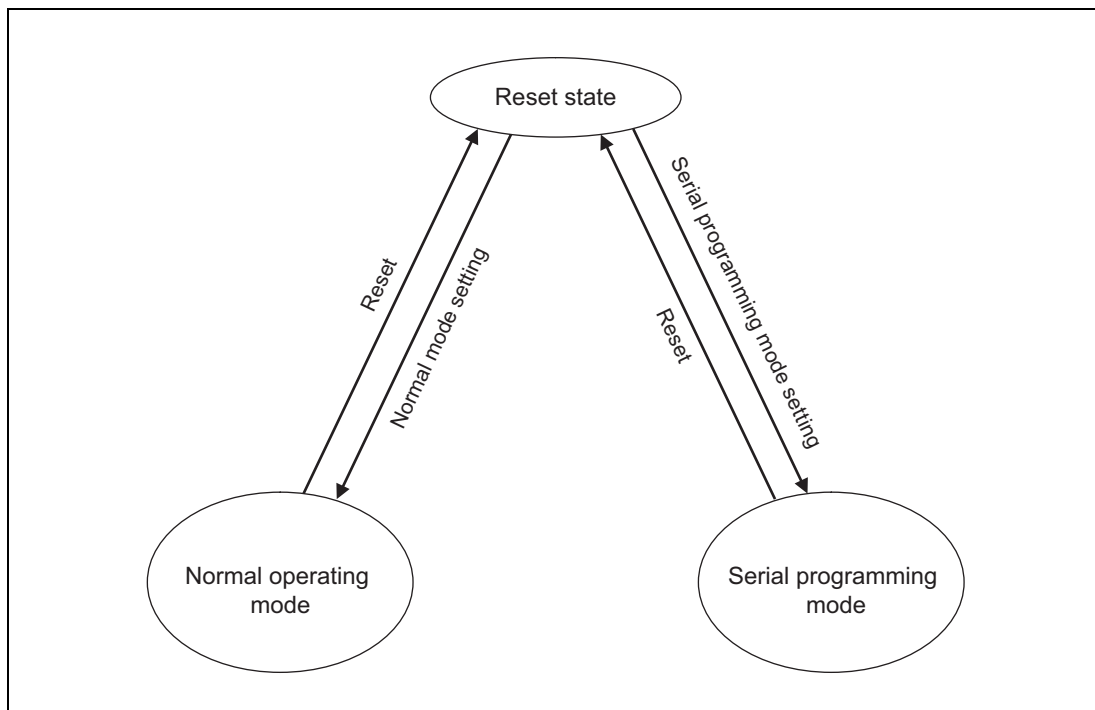 Reset state
Reset
Normal mode setting
Reset
Serial programming mode setting
Normal operating
mode
Serial programming
mode